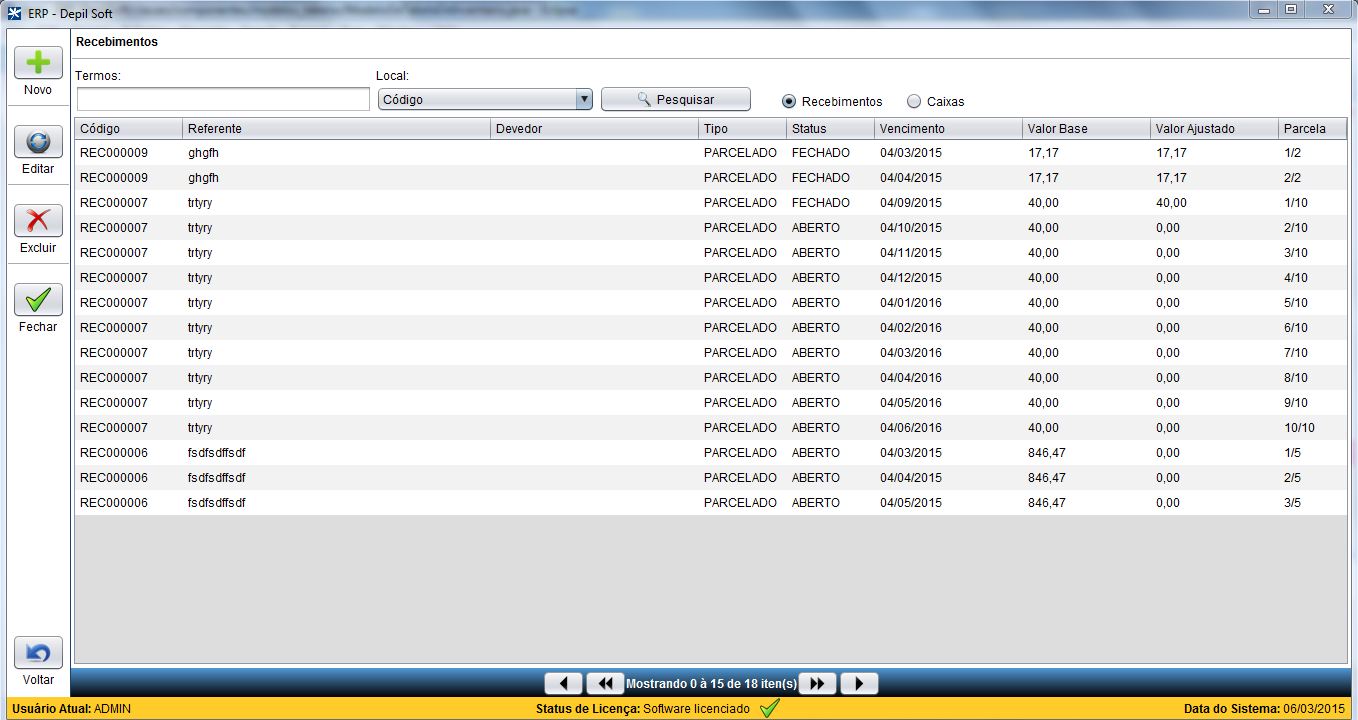 ERP - Depil Soft
Recebimentos
Termos: Local:
Código Pesquisar Recebimentos Caixas
Novo
Editar
Excluir
Fechar
Voltar
Código Referente Devedor Tipo Status Vencimento Valor Base Valor Ajustado Parcela
REC000009 ghgfh PARCELADO FECHADO 04/03/2015 17,17 17,17 1/2
REC000009 ghgfh PARCELADO FECHADO 04/04/2015 17,17 17,17 2/2
REC000007 trtyry PARCELADO FECHADO 04/09/2015 40,00 40,00 1/10
REC000007 trtyry PARCELADO ABERTO 04/10/2015 40,00 0,00 2/10
REC000007 trtyry PARCELADO ABERTO 04/11/2015 40,00 0,00 3/10
REC000007 trtyry PARCELADO ABERTO 04/12/2015 40,00 0,00 4/10
REC000007 trtyry PARCELADO ABERTO 04/01/2016 40,00 0,00 5/10
REC000007 trtyry PARCELADO ABERTO 04/02/2016 40,00 0,00 6/10
REC000007 trtyry PARCELADO ABERTO 04/03/2016 40,00 0,00 7/10
REC000007 trtyry PARCELADO ABERTO 04/04/2016 40,00 0,00 8/10
REC000007 trtyry PARCELADO ABERTO 04/05/2016 40,00 0,00 9/10
REC000007 trtyry PARCELADO ABERTO 04/06/2016 40,00 0,00 10/10
REC000006 fsdfsdffsdf PARCELADO ABERTO 04/03/2015 846,47 0,00 1/5
REC000006 fsdfsdffsdf PARCELADO ABERTO 04/04/2015 846,47 0,00 2/5
REC000006 fsdfsdffsdf PARCELADO ABERTO 04/05/2015 846,47 0,00 3/5
Mostrando 0 à 15 de 18 iten(s)
Usuário Atual: ADMIN Status de Licença: Software licenciado Data do Sistema: 06/03/2015